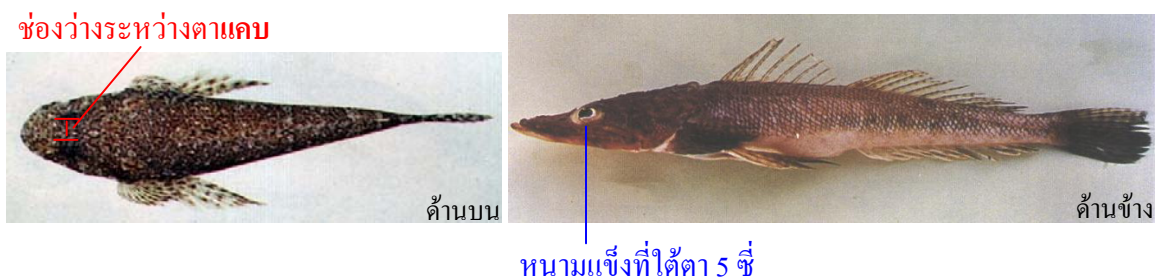 ช่องว่างระหว่างตาแคบ
ด้านบน
ด้านข้าง
หนามแข็งที่ใต้ตา 5 ซี่